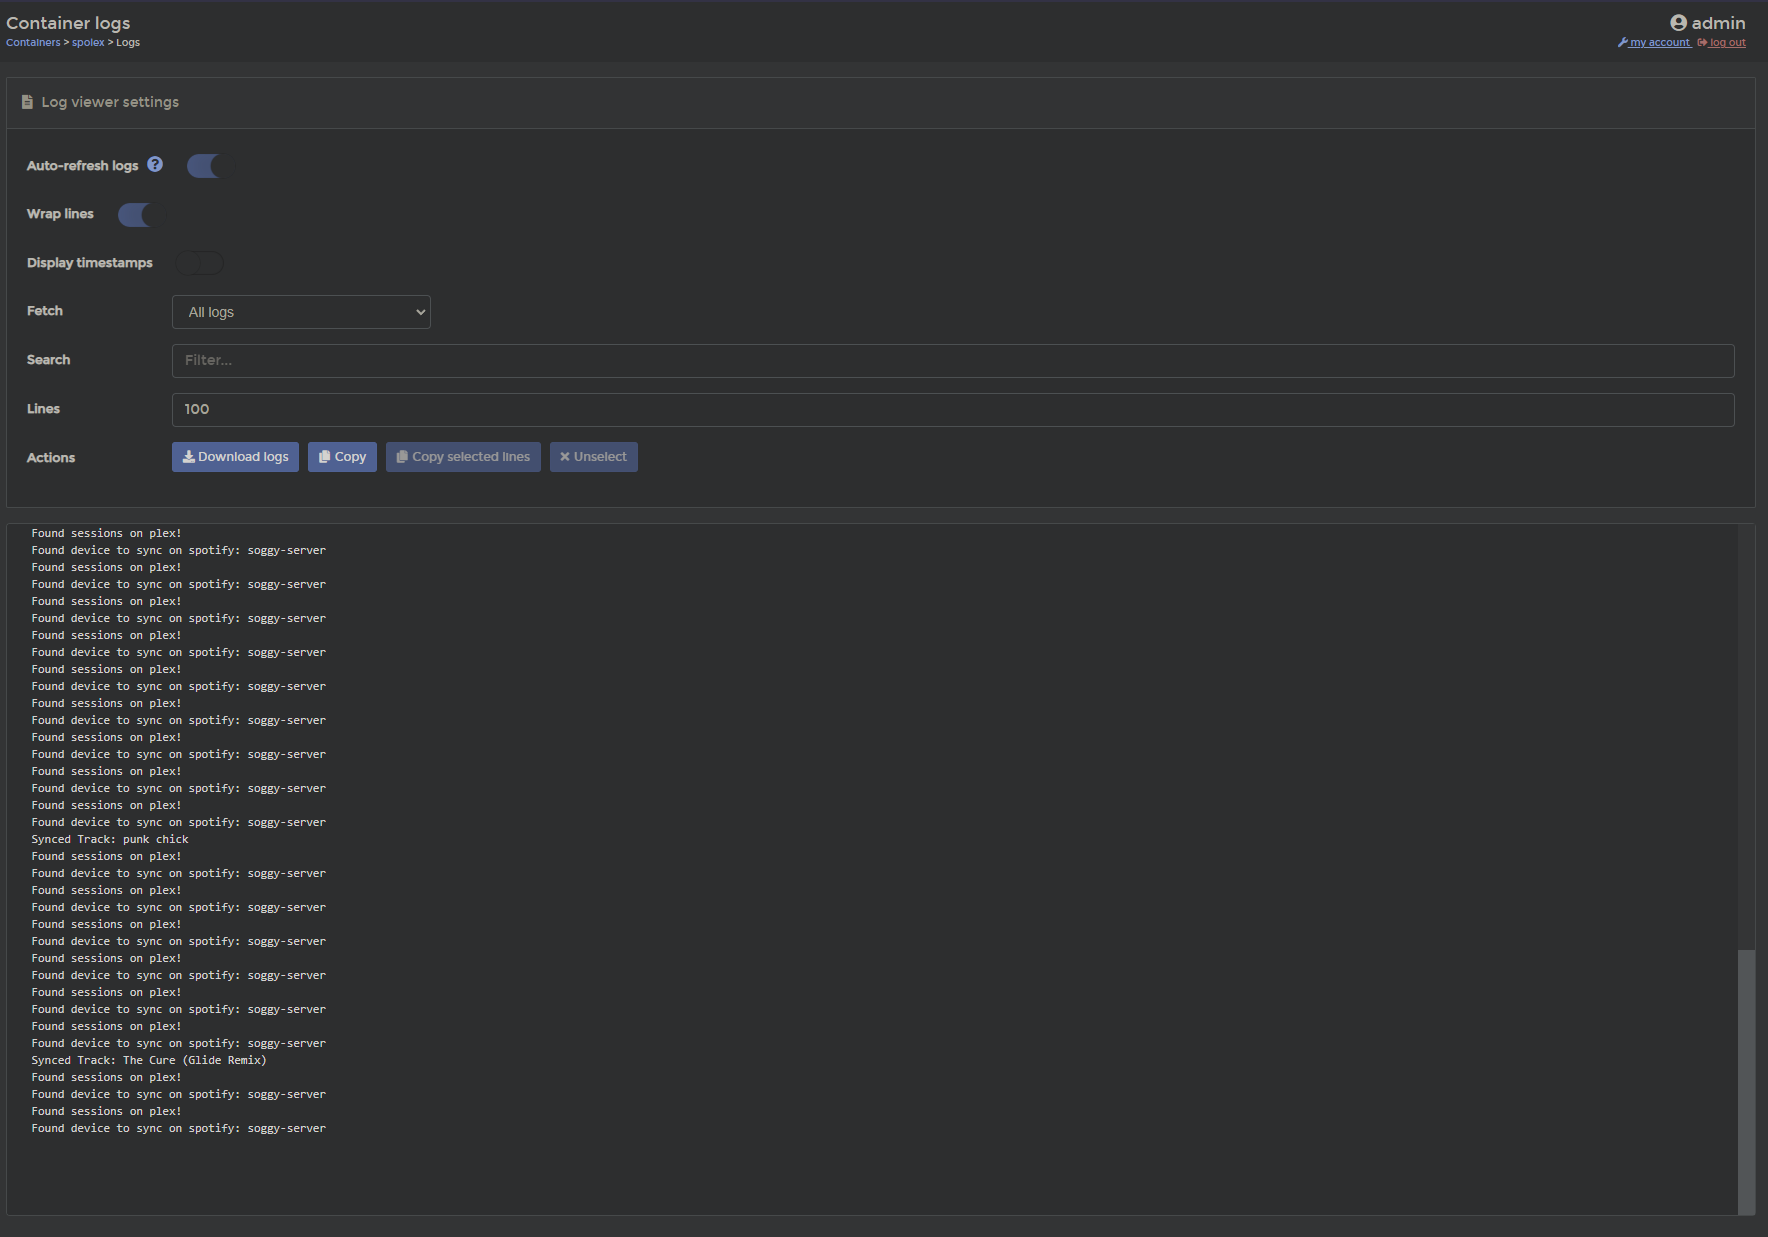 Container logs
Containers > spolex > Logs
admin
my account log out
Log viewer settings
Auto-refresh logs ?
Wrap lines
Display timestamps
Fetch All logs
Search Filter...
Lines 100
Actions Download logs Copy Copy selected lines Unselect
Found sessions on plex!
Found device to sync on spotify: soggy-server
Found sessions on plex!
Found device to sync on spotify: soggy-server
Found sessions on plex!
Found device to sync on spotify: soggy-server
Found sessions on plex!
Found device to sync on spotify: soggy-server
Found sessions on plex!
Found device to sync on spotify: soggy-server
Found sessions on plex!
Found device to sync on spotify: soggy-server
Found sessions on plex!
Found device to sync on spotify: soggy-server
Found sessions on plex!
Found device to sync on spotify: soggy-server
Found sessions on plex!
Found device to sync on spotify: soggy-server
Synced Track: punk chick
Found sessions on plex!
Found device to sync on spotify: soggy-server
Found sessions on plex!
Found device to sync on spotify: soggy-server
Found sessions on plex!
Found device to sync on spotify: soggy-server
Found sessions on plex!
Found device to sync on spotify: soggy-server
Found sessions on plex!
Found device to sync on spotify: soggy-server
Found sessions on plex!
Found device to sync on spotify: soggy-server
Synced Track: The Cure (Glide Remix)
Found sessions on plex!
Found device to sync on spotify: soggy-server
Found sessions on plex!
Found device to sync on spotify: soggy-server